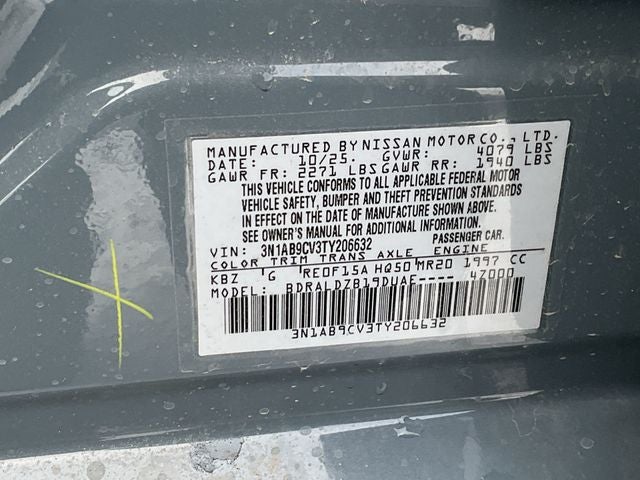 MANUFACTURED BY NISSAN MOTOR CO., LTD.
DATE: 10/25. GVWR: 4079 LBS
GAWR FR: 2271 LBS GAWR RR: 1940 LBS
THIS VEHICLE CONFORMS TO ALL APPLICABLE FEDERAL MOTOR
VEHICLE SAFETY, BUMPER AND THEFT PREVENTION STANDARDS
IN EFFECT ON THE DATE OF MANUFACTURE SHOWN ABOVE.
SEE OWNER'S MANUAL FOR ADDITIONAL INFORMATION.
VIN: 3N1AB9CV3TY206632 PASSENGER CAR.
COLOR TRIM TRANS AXLE ENGINE
KBZ G RE0F15A HQ50 MR20 1997 CC
MODEL: BDRALDZB19DUAF----- 4Z000
3N1AB9CV3TY206632